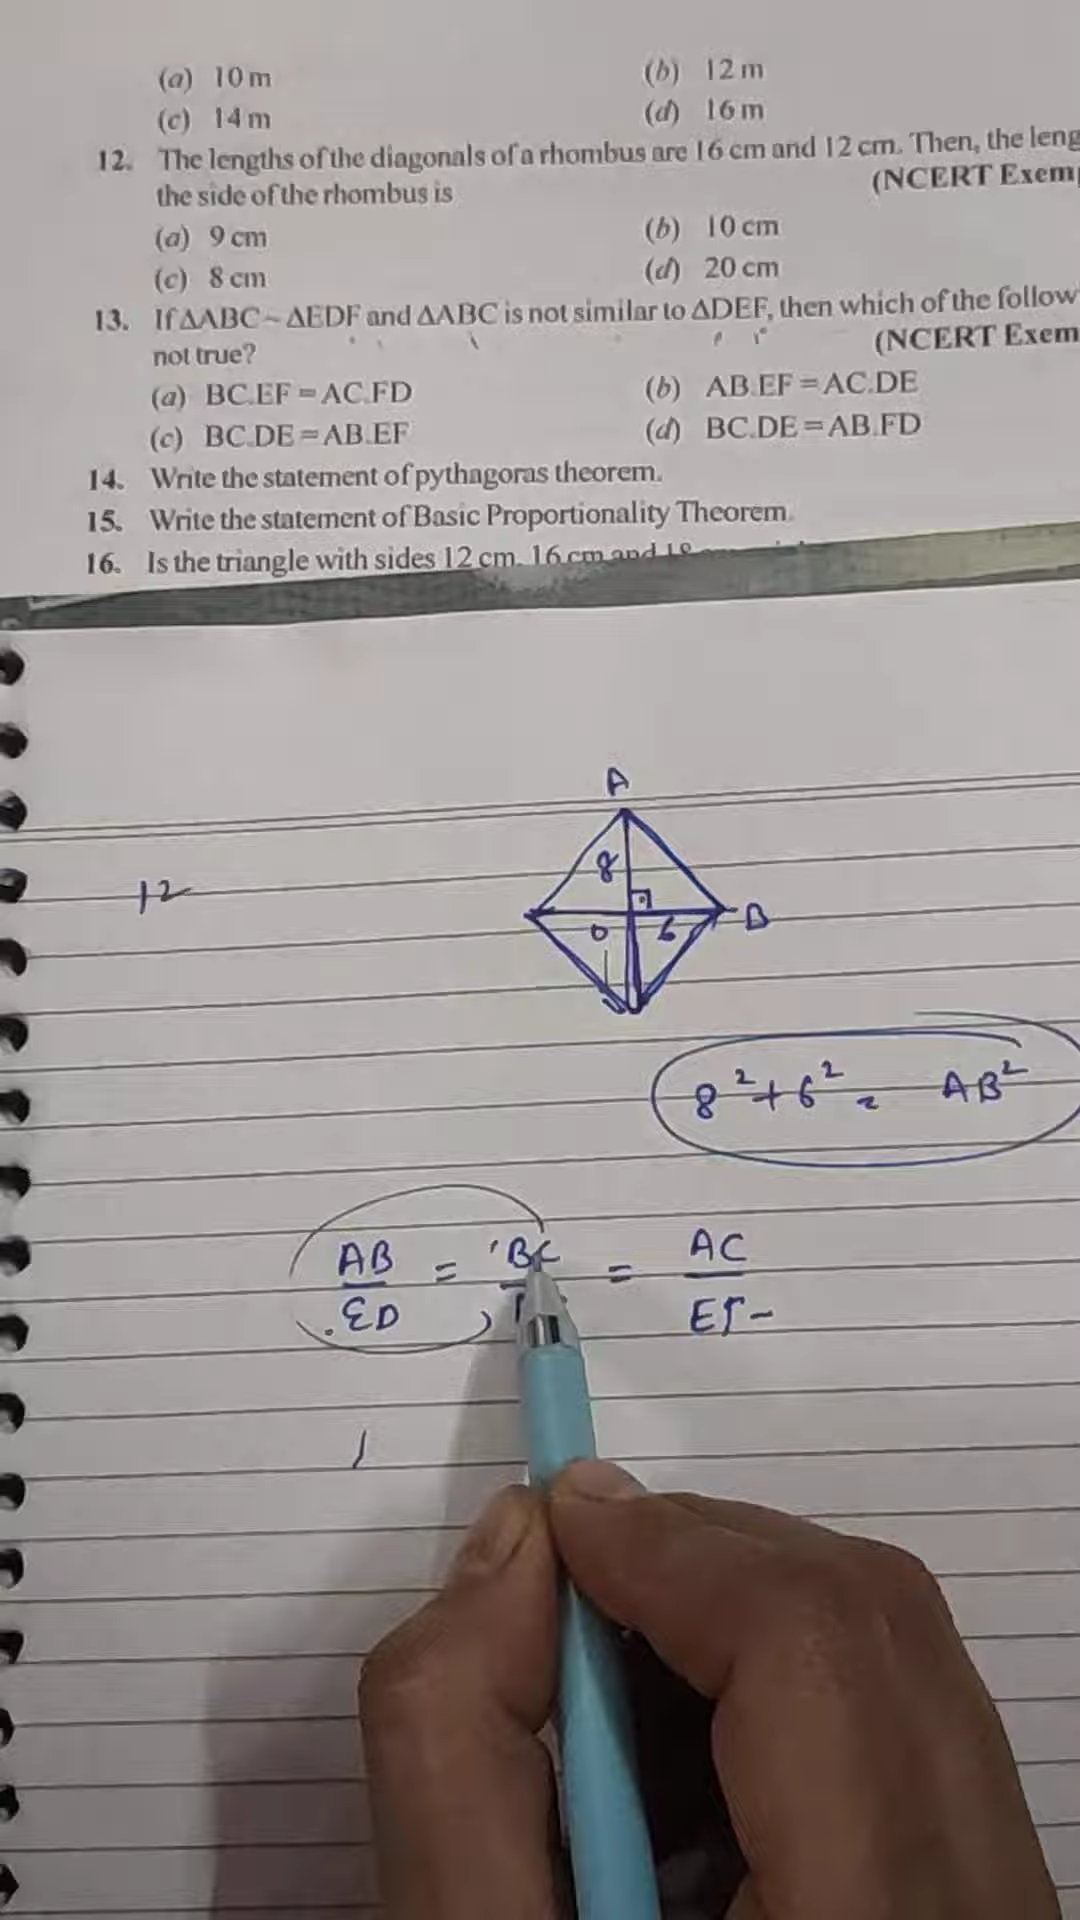 (a) 10 m (b) 12 m
(c) 14 m (d) 16 m
12. The lengths of the diagonals of a rhombus are 16 cm and 12 cm. Then, the leng
the side of the rhombus is (NCERT Exemp
(a) 9 cm (b) 10 cm
(c) 8 cm (d) 20 cm
13. If ΔABC ~ ΔEDF and ΔABC is not similar to ΔDEF, then which of the follow
not true? (NCERT Exem
(a) BC.EF = AC.FD (b) AB.EF = AC.DE
(c) BC.DE = AB.EF (d) BC.DE = AB.FD
14. Write the statement of pythagoras theorem.
15. Write the statement of Basic Proportionality Theorem.
16. Is the triangle with sides 12 cm, 16 cm and 18
A
12
8
B
0 6
8² + 6² = AB²
AB = BC = AC
ED EF